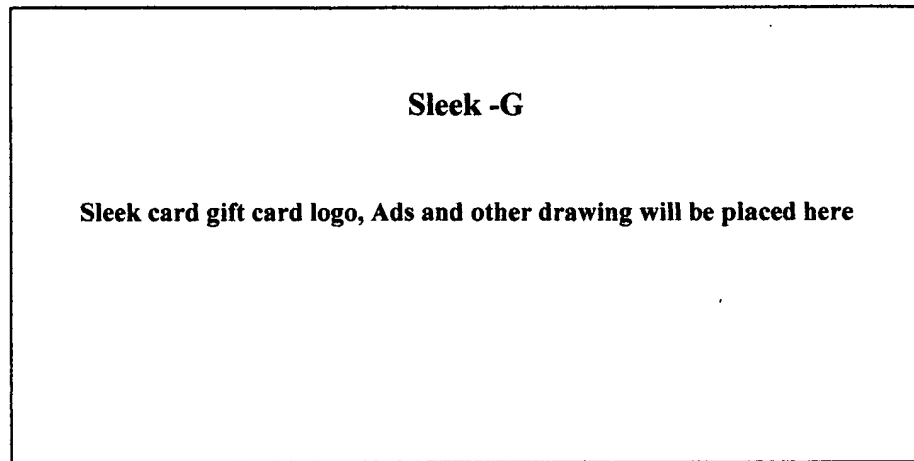 Sleek -G
Sleek card gift card logo, Ads and other drawing will be placed here